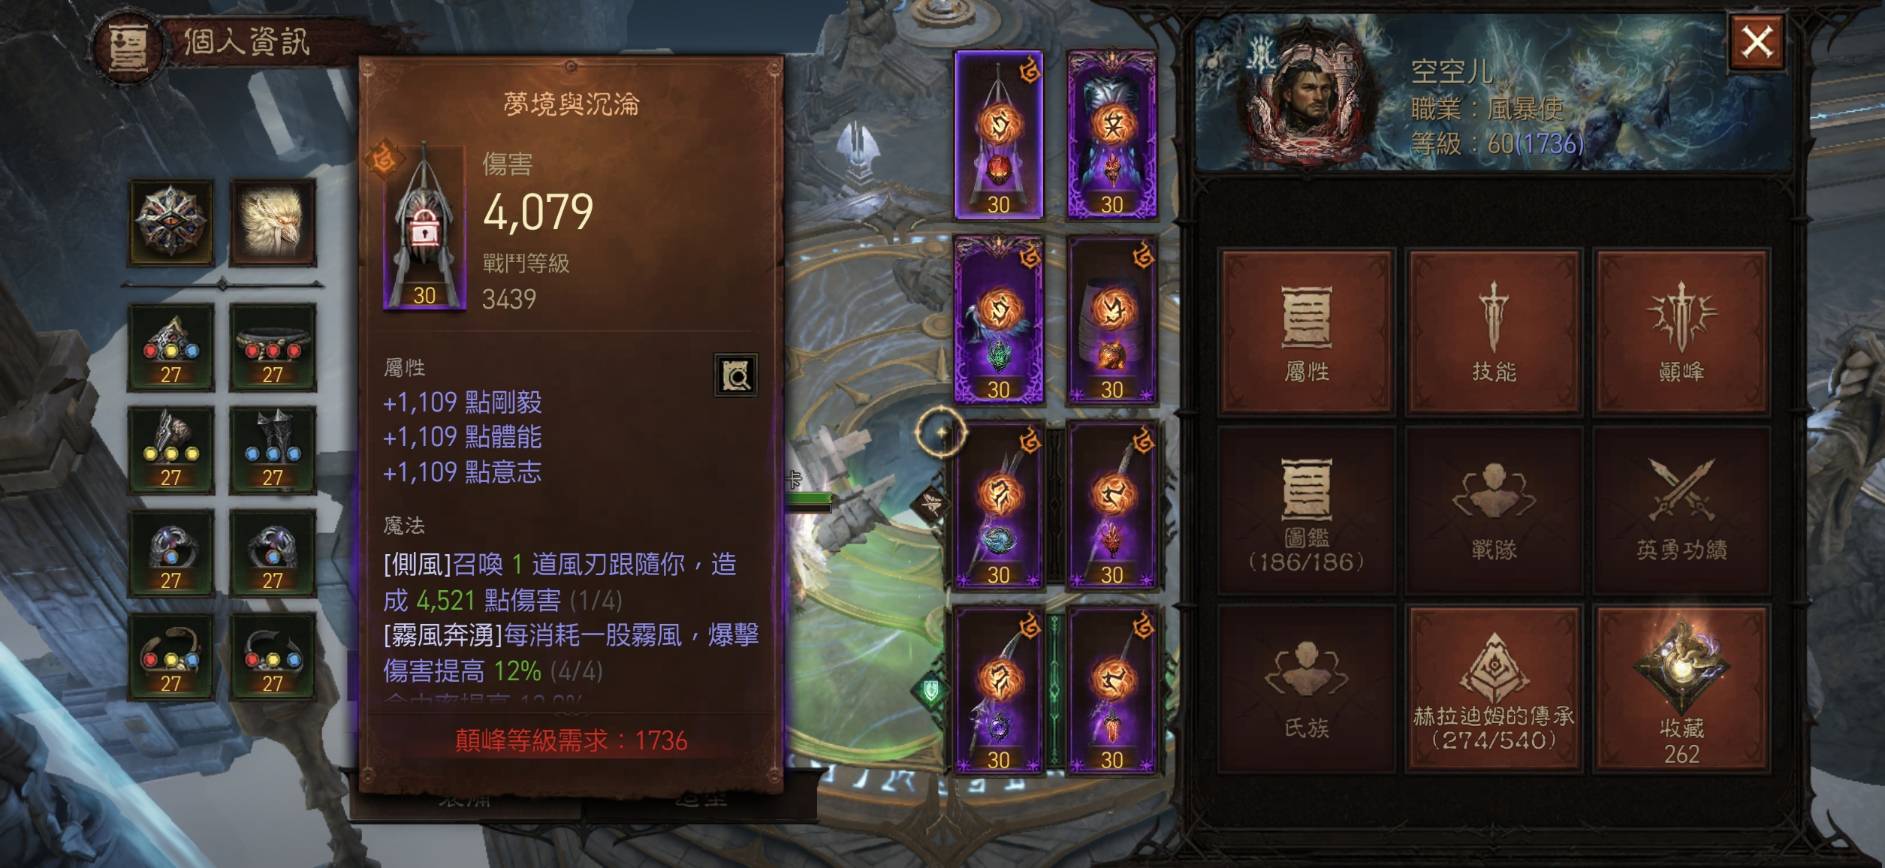 個人資訊
夢境與沉淪
傷害
4,079
戰鬥等級
3439
30
屬性
+1,109 點剛毅
+1,109 點體能
+1,109 點意志
魔法
[側風]召喚 1 道風刃跟隨你，造
成 4,521 點傷害 (1/4)
[霧風奔湧]每消耗一股霧風，爆擊
傷害提高 12% (4/4)
顛峰等級需求：1736
27
27
27
27
27
27
27
27
卡
30
30
30
30
30
30
30
30
空空儿
職業：風暴使
等級：60(1736)
屬性
技能
顛峰
圖鑑
(186/186)
戰隊
英勇功績
氏族
赫拉迪姆的傳承
(274/540)
收藏
262